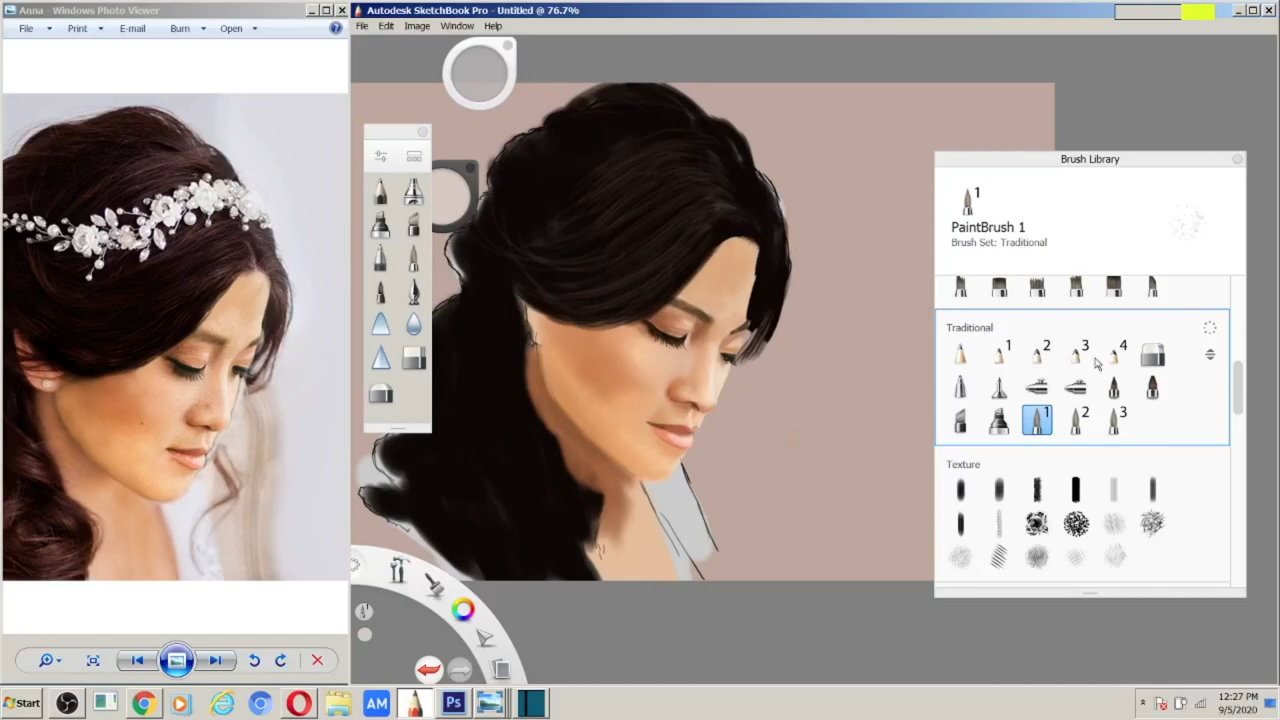 Anna - Windows Photo Viewer
File Print E-mail Burn Open
Autodesk SketchBook Pro - Untitled @ 76.7%
File Edit Image Window Help
Brush Library
1
PaintBrush 1
Brush Set: Traditional
Traditional
1 2 3 4
1 2 3
Texture
Start
AM
Ps
12:27 PM
9/5/2020